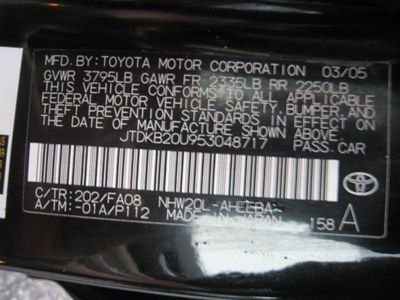 MFD.BY:TOYOTA MOTOR CORPORATION 03/05
GVWR 3795LB GAWR FR 2335LB RR 2250LB
THIS VEHICLE CONFORMS TO ALL APPLICABLE
FEDERAL MOTOR VEHICLE SAFETY,BUMPER,AND
THEFT PREVENTION STANDARDS IN EFFECT ON THE
DATE OF MANUFACTURE SHOWN ABOVE.
JTDKB20U953048717 PASS.CAR
C/TR:202/FA08 NHW20L-AHEEBA
A/TM:-01A/P112 MADE IN JAPAN 158 A
TOYOTA